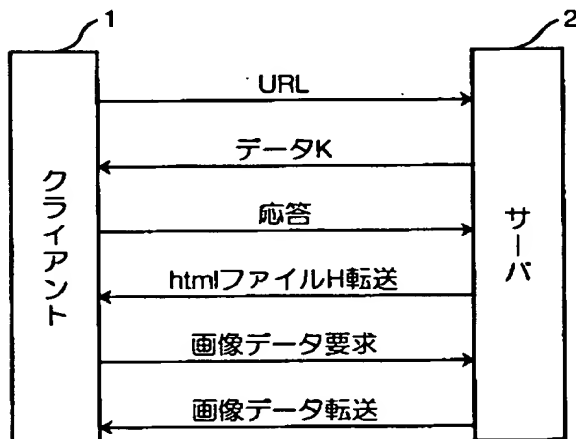 1
2
URL
データK
応答
htmlファイルH転送
画像データ要求
画像データ転送
クライアント
サーバ